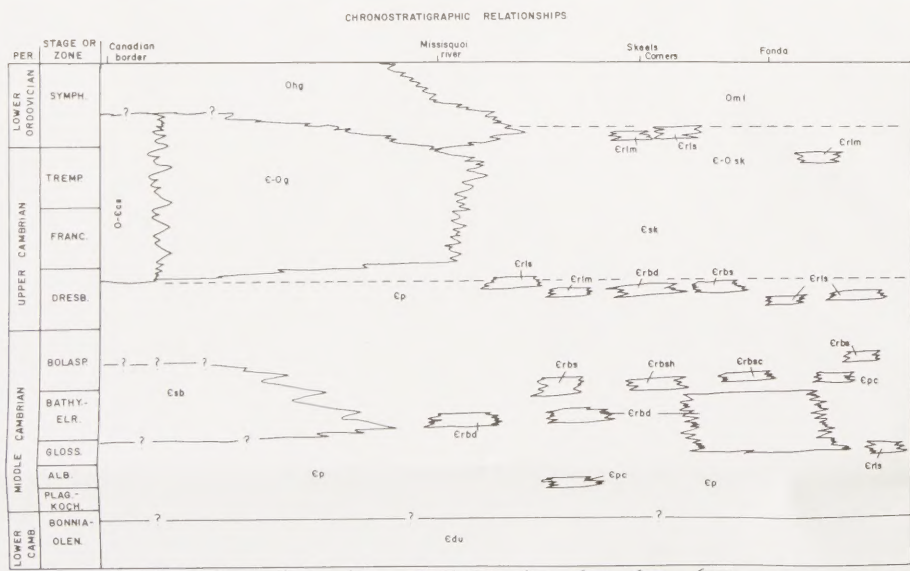 CHRONOSTRATIGRAPHIC RELATIONSHIPS
PER. STAGE OR ZONE
Canadian border
Missisquoi river
Skeels Corners
Fonda
LOWER ORDOVICIAN
SYMPH.
Ohg
Oml
? ?
Єrlm Єrls Єrlm
UPPER CAMBRIAN
TREMP.
Є-Og
Є-Osk
O-Єcs
FRANC.
Єsk
DRESB.
Єp
Єrls Єrlm Єrbd Єrbs Єrls
MIDDLE CAMBRIAN
BOLASP.
? ? ?
Єrbs Єrbsh Єrbsc Єrbs
Єpc
Єsb
BATHY.-ELR.
Єrbd Єrbd
GLOSS.
? ?
Єrls
ALB.
Єp Єpc Єp
PLAG.-KOCH.
? ? ?
LOWER CAMB
BONNIA-OLEN.
Єdu